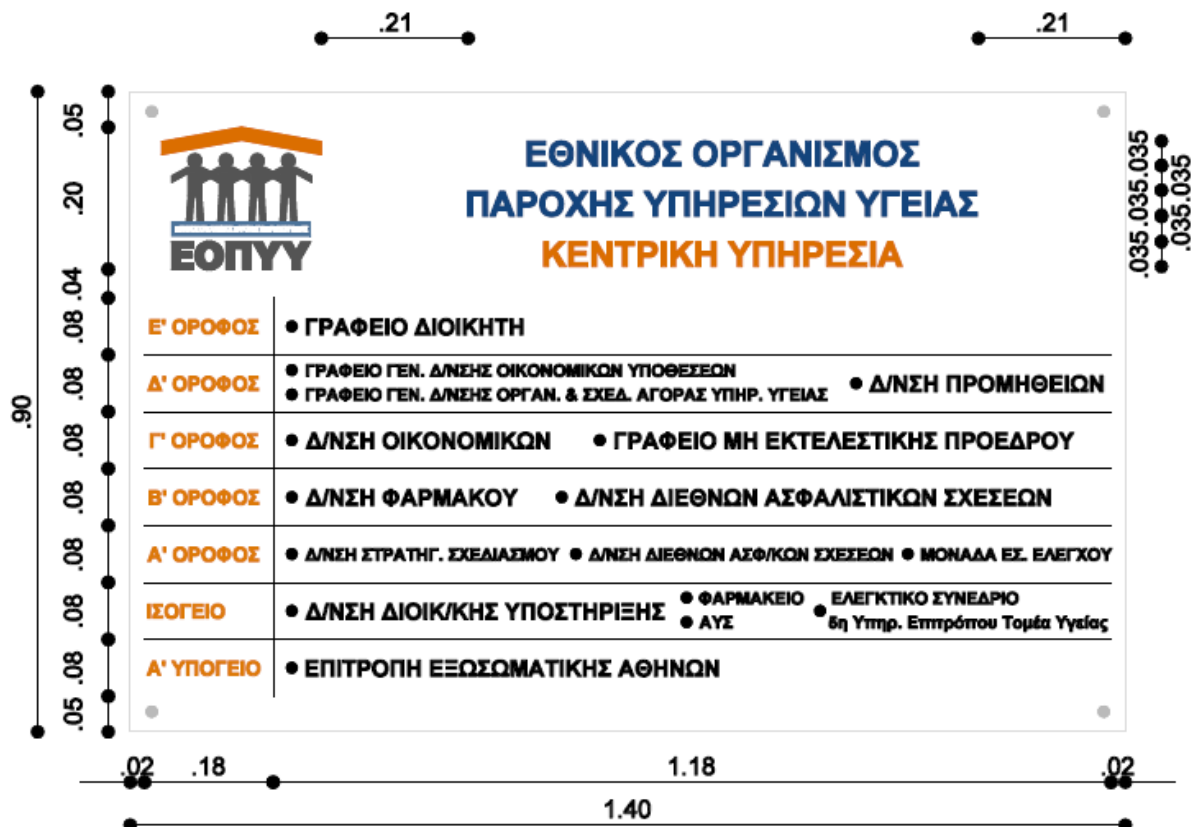 .21 .21
ΕΘΝΙΚΟΣ ΟΡΓΑΝΙΣΜΟΣ
ΠΑΡΟΧΗΣ ΥΠΗΡΕΣΙΩΝ ΥΓΕΙΑΣ
ΚΕΝΤΡΙΚΗ ΥΠΗΡΕΣΙΑ
ΕΟΠΥΥ
Ε' ΟΡΟΦΟΣ ● ΓΡΑΦΕΙΟ ΔΙΟΙΚΗΤΗ
Δ' ΟΡΟΦΟΣ ● ΓΡΑΦΕΙΟ ΓΕΝ. Δ/ΝΣΗΣ ΟΙΚΟΝΟΜΙΚΩΝ ΥΠΟΘΕΣΕΩΝ
● ΓΡΑΦΕΙΟ ΓΕΝ. Δ/ΝΣΗΣ ΟΡΓΑΝ. & ΣΧΕΔ. ΑΓΟΡΑΣ ΥΠΗΡ. ΥΓΕΙΑΣ
● Δ/ΝΣΗ ΠΡΟΜΗΘΕΙΩΝ
Γ' ΟΡΟΦΟΣ ● Δ/ΝΣΗ ΟΙΚΟΝΟΜΙΚΩΝ ● ΓΡΑΦΕΙΟ ΜΗ ΕΚΤΕΛΕΣΤΙΚΗΣ ΠΡΟΕΔΡΟΥ
Β' ΟΡΟΦΟΣ ● Δ/ΝΣΗ ΦΑΡΜΑΚΟΥ ● Δ/ΝΣΗ ΔΙΕΘΝΩΝ ΑΣΦΑΛΙΣΤΙΚΩΝ ΣΧΕΣΕΩΝ
Α' ΟΡΟΦΟΣ ● Δ/ΝΣΗ ΣΤΡΑΤΗΓ. ΣΧΕΔΙΑΣΜΟΥ ● Δ/ΝΣΗ ΔΙΕΘΝΩΝ ΑΣΦ/ΚΩΝ ΣΧΕΣΕΩΝ ● ΜΟΝΑΔΑ ΕΣ. ΕΛΕΓΧΟΥ
ΙΣΟΓΕΙΟ ● Δ/ΝΣΗ ΔΙΟΙΚ/ΚΗΣ ΥΠΟΣΤΗΡΙΞΗΣ
● ΦΑΡΜΑΚΕΙΟ
● ΑΥΣ
● ΕΛΕΓΚΤΙΚΟ ΣΥΝΕΔΡΙΟ
δη Υπηρ. Επιτρόπου Τομέα Υγείας
Α' ΥΠΟΓΕΙΟ ● ΕΠΙΤΡΟΠΗ ΕΞΩΣΩΜΑΤΙΚΗΣ ΑΘΗΝΩΝ
.90
.05
.20
.04
.08
.08
.08
.08
.08
.08
.08
.05
.035
.035
.035
.035
.035
.02 .18 1.18 .02
1.40